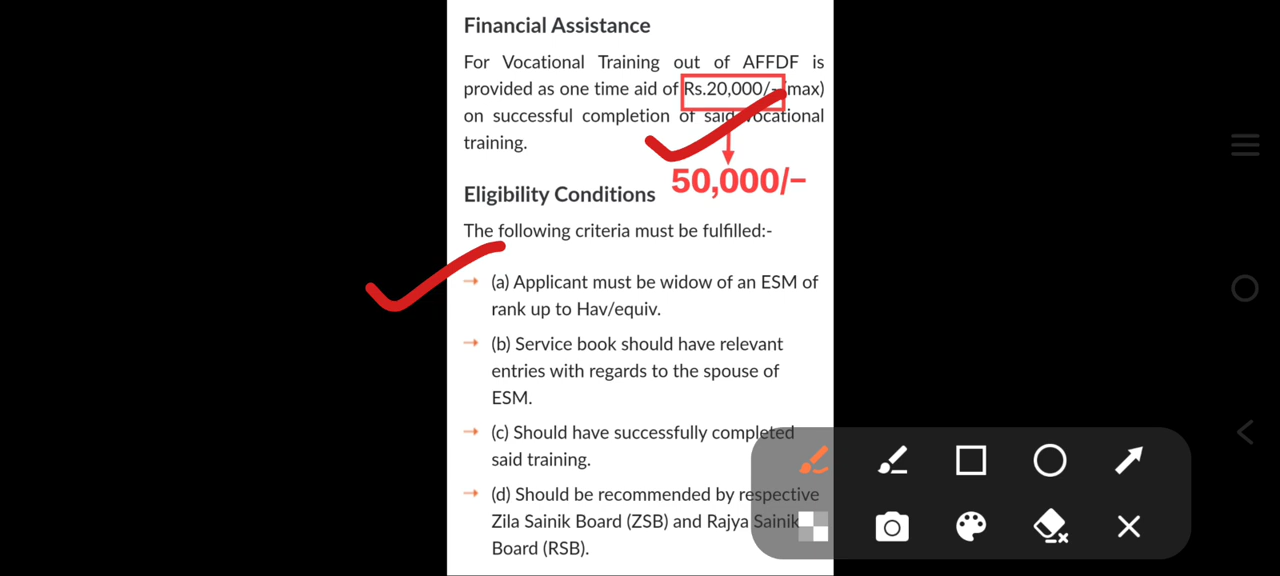 Financial Assistance
For Vocational Training out of AFFDF is
provided as one time aid of Rs.20,000/- (max)
on successful completion of said vocational
training.
50,000/-
Eligibility Conditions
The following criteria must be fulfilled:-
(a) Applicant must be widow of an ESM of
rank up to Hav/equiv.
(b) Service book should have relevant
entries with regards to the spouse of
ESM.
(c) Should have successfully completed
said training.
(d) Should be recommended by respective
Zila Sainik Board (ZSB) and Rajya Sainik
Board (RSB).